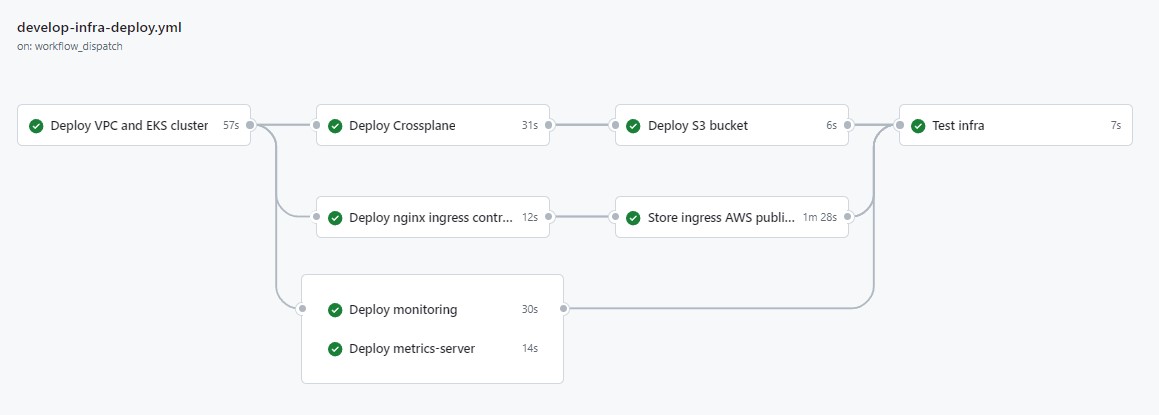 develop-infra-deploy.yml
on: workflow_dispatch
Deploy VPC and EKS cluster 57s
Deploy Crossplane 31s
Deploy S3 bucket 6s
Test infra 7s
Deploy nginx ingress contr... 12s
Store ingress AWS publi... 1m 28s
Deploy monitoring 30s
Deploy metrics-server 14s